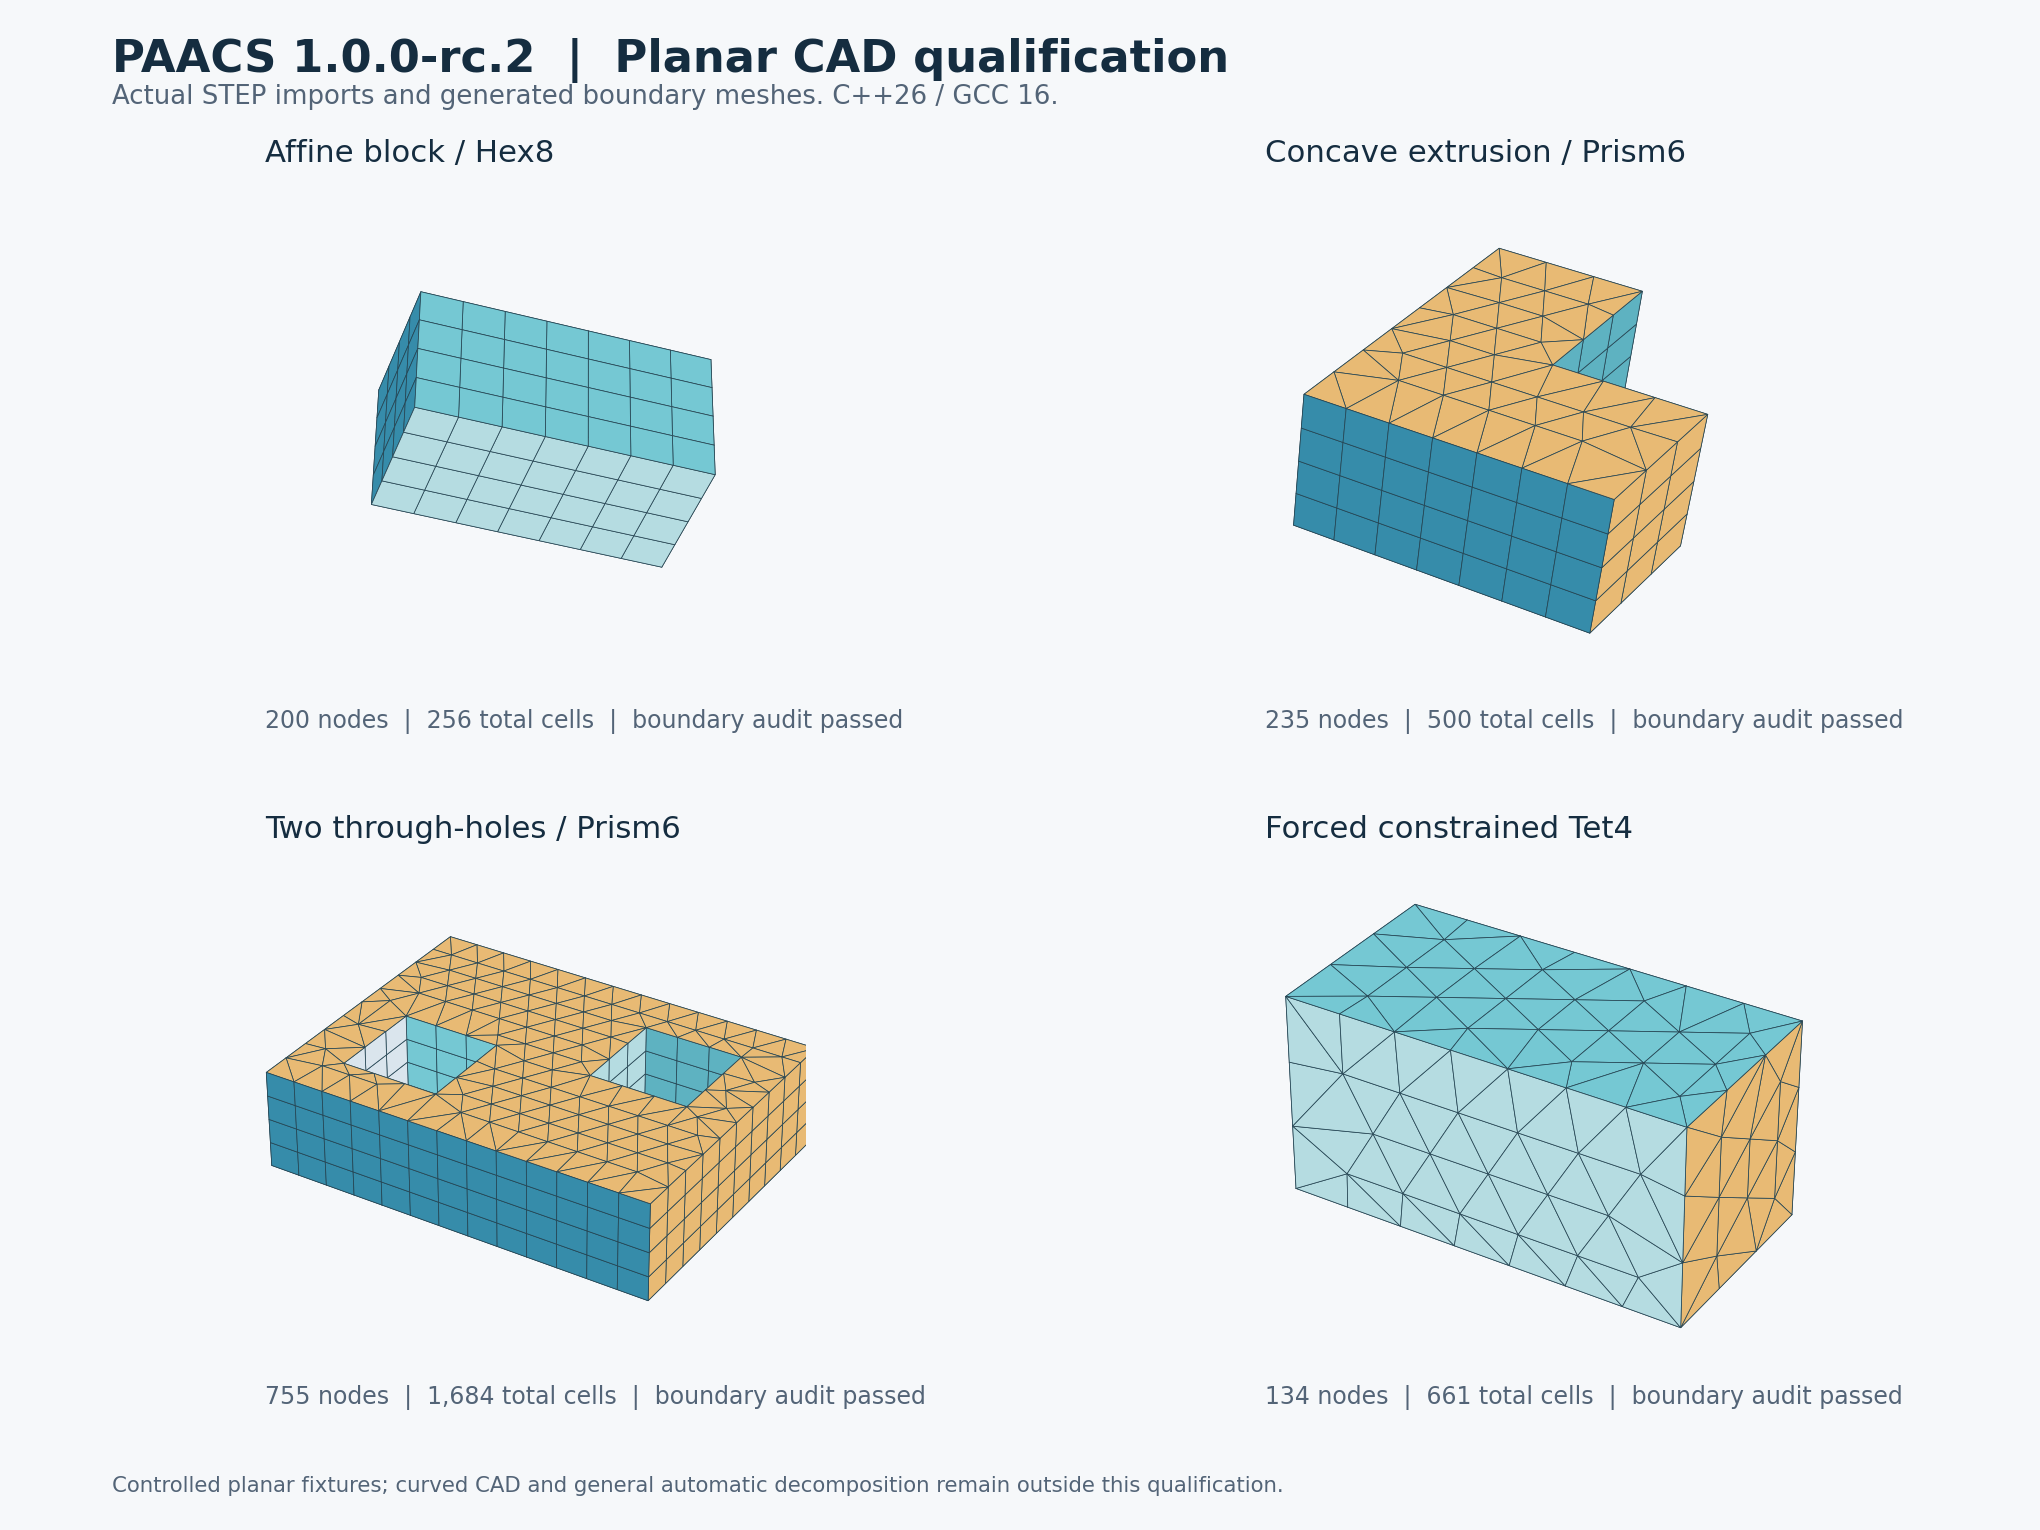 PAACS 1.0.0-rc.2 | Planar CAD qualification
Actual STEP imports and generated boundary meshes. C++26 / GCC 16.
Affine block / Hex8
Concave extrusion / Prism6
200 nodes | 256 total cells | boundary audit passed
235 nodes | 500 total cells | boundary audit passed
Two through-holes / Prism6
Forced constrained Tet4
755 nodes | 1,684 total cells | boundary audit passed
134 nodes | 661 total cells | boundary audit passed
Controlled planar fixtures; curved CAD and general automatic decomposition remain outside this qualification.